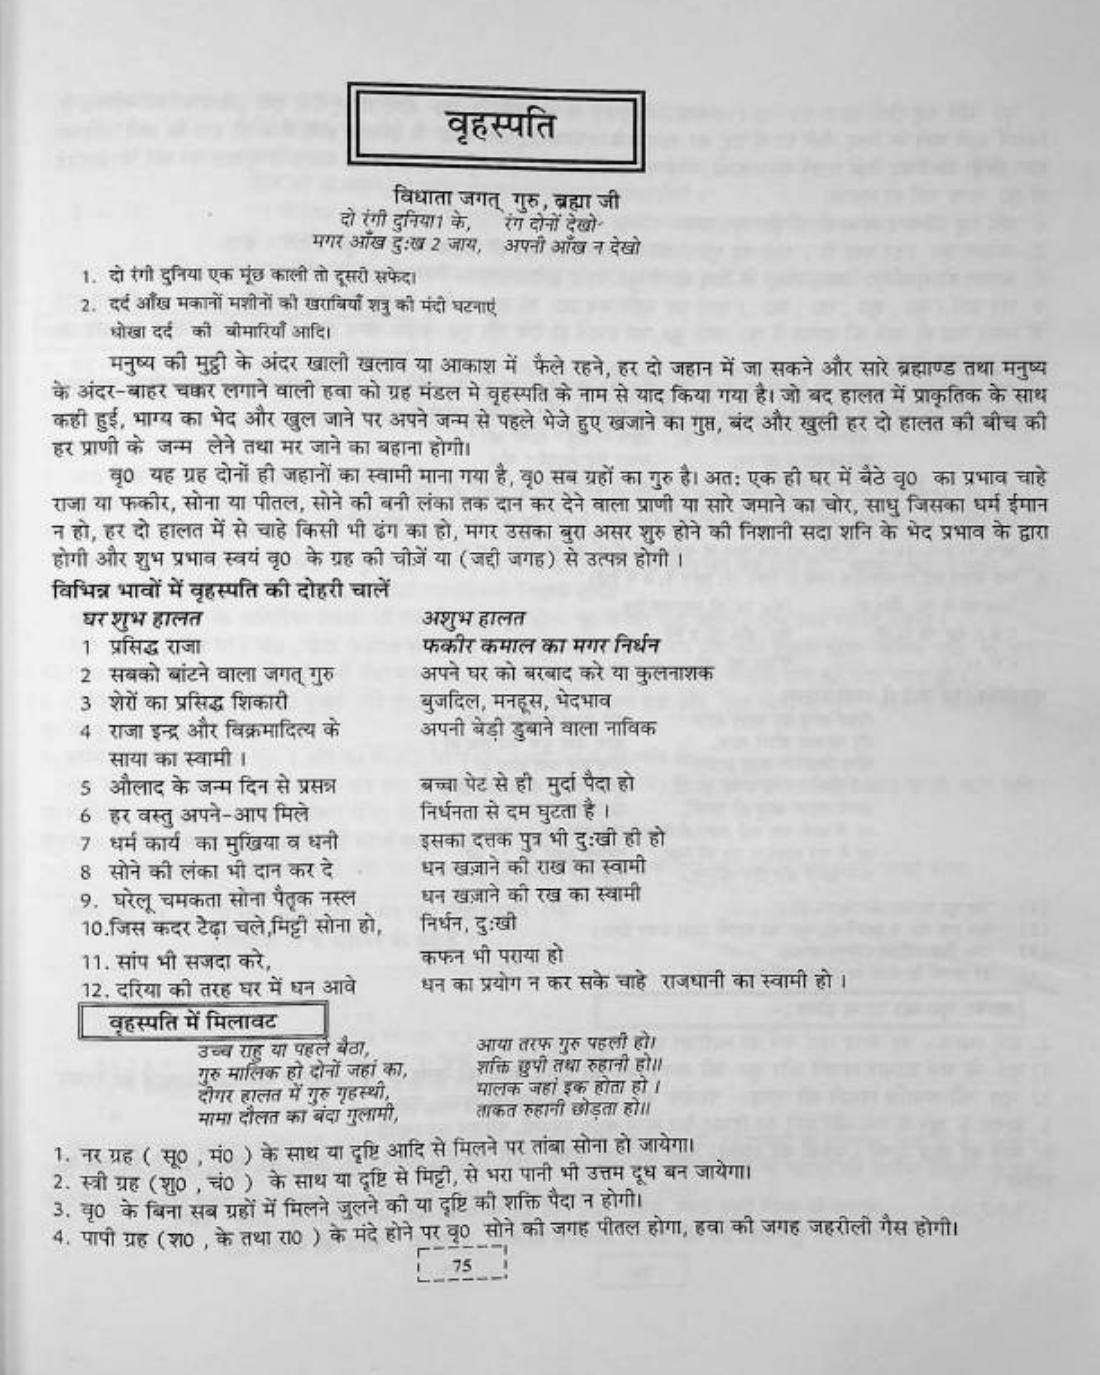 वृहस्पति
विधाता जगत् गुरु, ब्रह्मा जी
दो रंगी दुनिया1 के, रंग दोनों देखो-
मगर आँख दु:ख 2 जाय, अपनी आँख न देखो
1. दो रंगी दुनिया एक मूंछ काली तो दूसरी सफेद।
2. दर्द आँख मकानों मशीनों की खराबियाँ शत्रु की मंदी घटनाएं
धोखा दर्द की बीमारियाँ आदि।
मनुष्य की मुट्ठी के अंदर खाली खलाव या आकाश में फैले रहने, हर दो जहान में जा सकने और सारे ब्रह्माण्ड तथा मनुष्य
के अंदर-बाहर चक्कर लगाने वाली हवा को ग्रह मंडल मे वृहस्पति के नाम से याद किया गया है। जो बद हालत में प्राकृतिक के साथ
कही हुई, भाग्य का भेद और खुल जाने पर अपने जन्म से पहले भेजे हुए खजाने का गुप्त, बंद और खुली हर दो हालत की बीच की
हर प्राणी के जन्म लेने तथा मर जाने का बहाना होगी।
वृ0 यह ग्रह दोनों ही जहानों का स्वामी माना गया है, वृ0 सब ग्रहों का गुरु है। अत: एक ही घर में बैठे वृ0 का प्रभाव चाहे
राजा या फकीर, सोना या पीतल, सोने की बनी लंका तक दान कर देने वाला प्राणी या सारे जमाने का चोर, साधु जिसका धर्म ईमान
न हो, हर दो हालत में से चाहे किसी भी ढंग का हो, मगर उसका बुरा असर शुरु होने की निशानी सदा शनि के भेद प्रभाव के द्वारा
होगी और शुभ प्रभाव स्वयं वृ0 के ग्रह की चीज़ें या (जद्दी जगह) से उत्पन्न होगी ।
विभिन्न भावों में वृहस्पति की दोहरी चालें
घर शुभ हालत अशुभ हालत
1 प्रसिद्ध राजा फकीर कमाल का मगर निर्धन
2 सबको बांटने वाला जगत् गुरु अपने घर को बरबाद करे या कुलनाशक
3 शेरों का प्रसिद्ध शिकारी बुजदिल, मनहूस, भेदभाव
4 राजा इन्द्र और विक्रमादित्य के अपनी बेड़ी डुबाने वाला नाविक
साया का स्वामी ।
5 औलाद के जन्म दिन से प्रसन्न बच्चा पेट से ही मुर्दा पैदा हो
6 हर वस्तु अपने-आप मिले निर्धनता से दम घुटता है ।
7 धर्म कार्य का मुखिया व धनी इसका दत्तक पुत्र भी दु:खी ही हो
8 सोने की लंका भी दान कर दे धन खज़ाने की राख का स्वामी
9. घरेलू चमकता सोना पैतृक नस्ल धन खज़ाने की रख का स्वामी
10.जिस कदर टेढ़ा चले,मिट्टी सोना हो, निर्धन, दु:खी
11. सांप भी सजदा करे, कफन भी पराया हो
12. दरिया की तरह घर में धन आवे धन का प्रयोग न कर सके चाहे राजधानी का स्वामी हो ।
वृहस्पति में मिलावट
उच्च राहु या पहले बैठा, आया तरफ गुरु पहली हो।
गुरु मालिक हो दोनों जहां का, शक्ति छुपी तथा रुहानी हो॥
दीगर हालत में गुरु गृहस्थी, मालक जहां इक होता हो ।
मामा दौलत का बंदा गुलामी, ताकत रुहानी छोड़ता हो॥
1. नर ग्रह ( सू0 , मं0 ) के साथ या दृष्टि आदि से मिलने पर तांबा सोना हो जायेगा।
2. स्त्री ग्रह (शु0 , चं0 ) के साथ या दृष्टि से मिट्टी, से भरा पानी भी उत्तम दूध बन जायेगा।
3. वृ0 के बिना सब ग्रहों में मिलने जुलने की या दृष्टि की शक्ति पैदा न होगी।
4. पापी ग्रह (श0 , के तथा रा0 ) के मंदे होने पर वृ0 सोने की जगह पीतल होगा, हवा की जगह जहरीली गैस होगी।
75